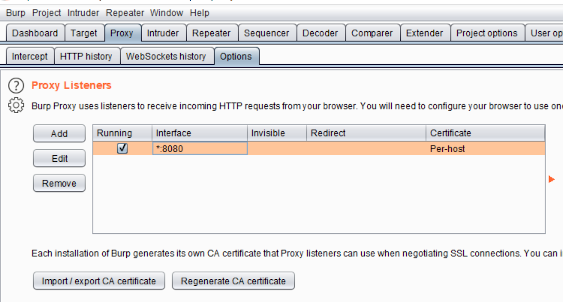 Burp Project Intruder Repeater Window Help
Dashboard Target Proxy Intruder Repeater Sequencer Decoder Comparer Extender Project options User op
Intercept HTTP history WebSockets history Options
Proxy Listeners
Burp Proxy uses listeners to receive incoming HTTP requests from your browser. You will need to configure your browser to use on
Add Running Interface Invisible Redirect Certificate
*:8080 Per-host
Edit
Remove
Each installation of Burp generates its own CA certificate that Proxy listeners can use when negotiating SSL connections. You can i
Import / export CA certificate Regenerate CA certificate